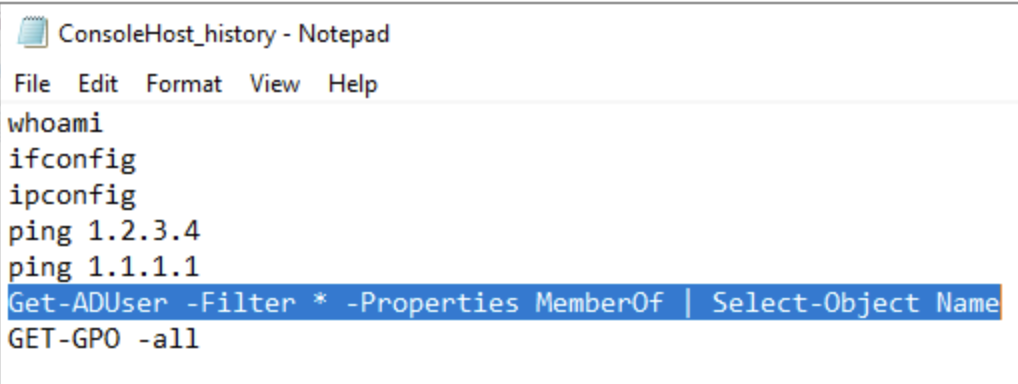 ConsoleHost_history - Notepad
File Edit Format View Help
whoami
ifconfig
ipconfig
ping 1.2.3.4
ping 1.1.1.1
Get-ADUser -Filter * -Properties MemberOf | Select-Object Name
GET-GPO -all